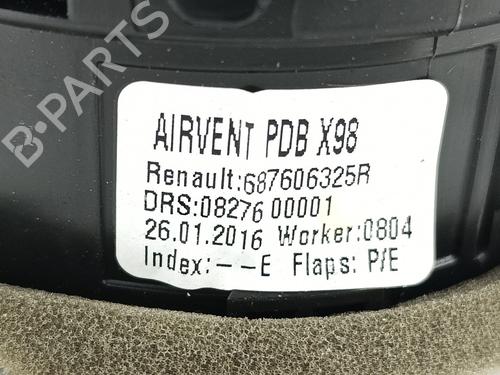 AIRVENT PDB X98
Renault:687606325R
DRS:08276 00001
26.01.2016 Worker:0804
Index:--E Flaps: P/E
B-PARTS